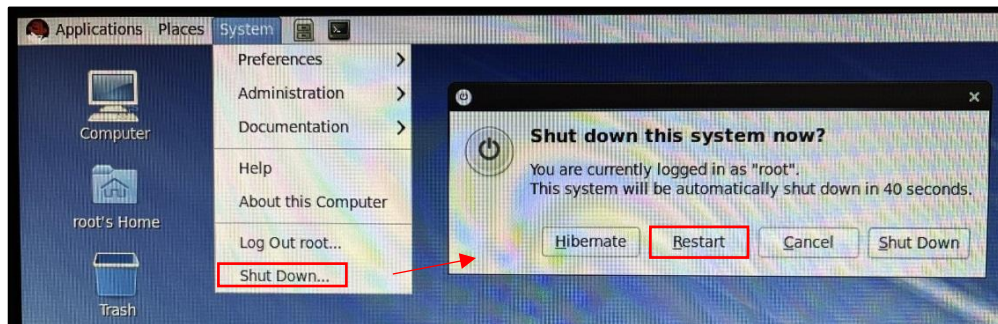 Applications Places System
Computer
root's Home
Trash
Preferences
Administration
Documentation
Help
About this Computer
Log Out root...
Shut Down...
Shut down this system now?
You are currently logged in as "root".
This system will be automatically shut down in 40 seconds.
Hibernate Restart Cancel Shut Down